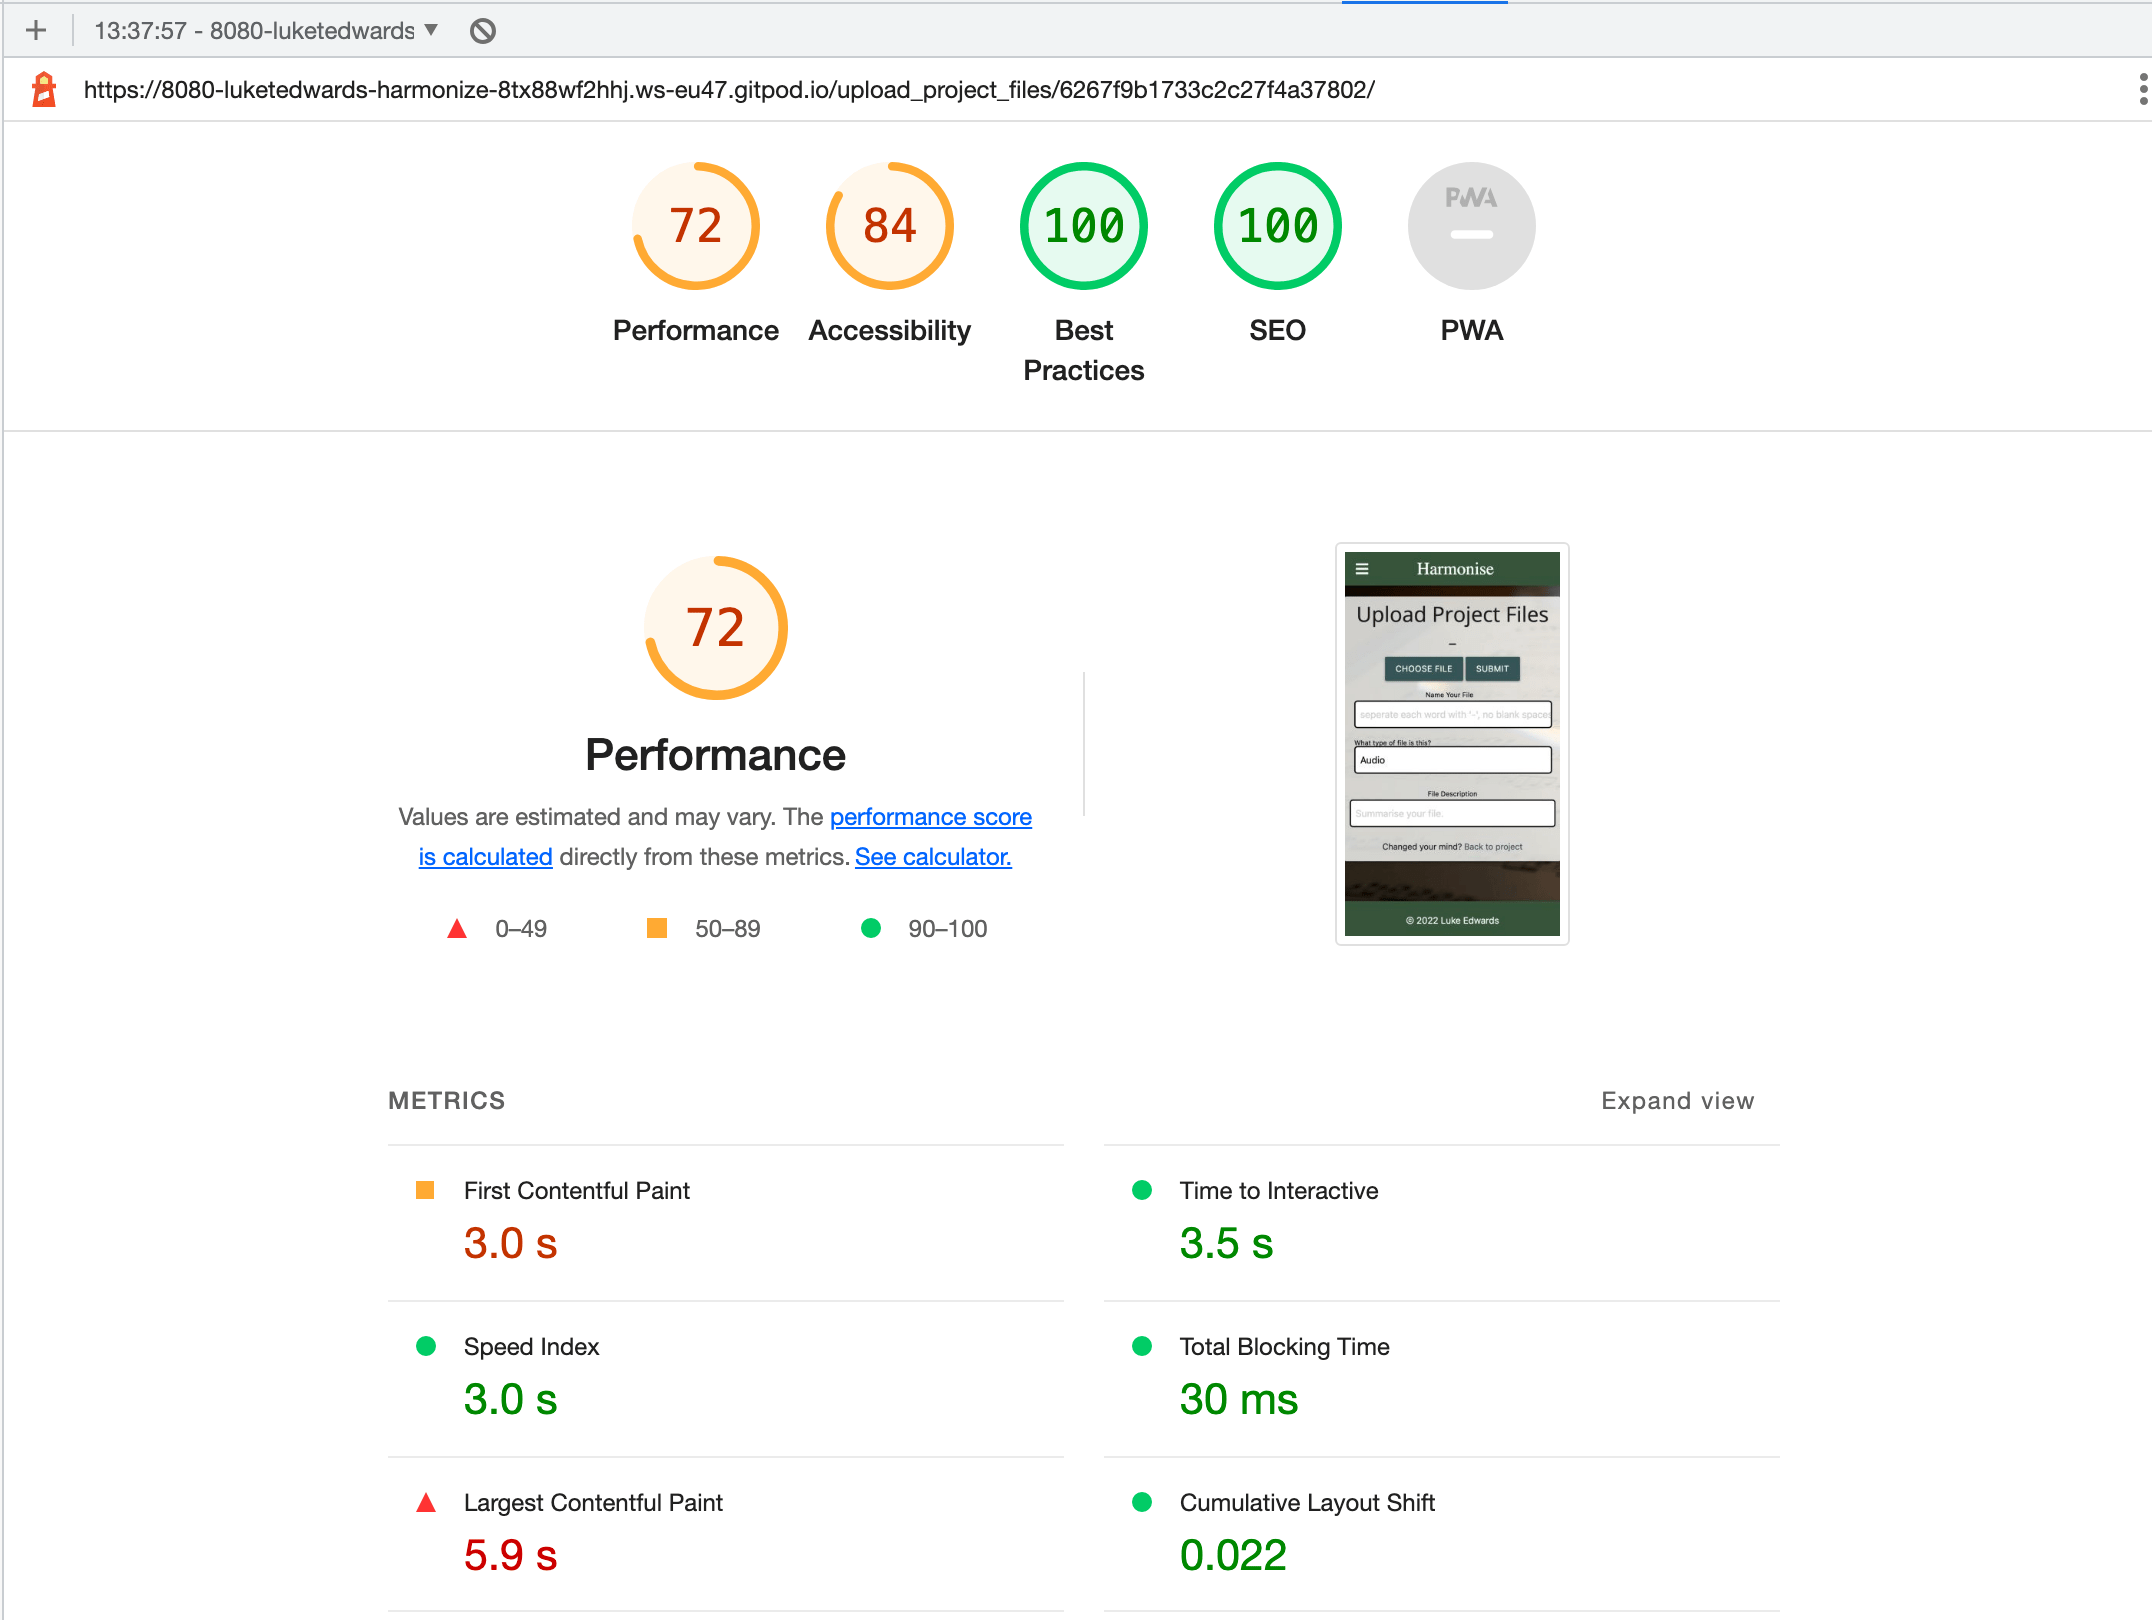 13:37:57 - 8080-luketedwards
https://8080-luketedwards-harmonize-8tx88wf2hhj.ws-eu47.gitpod.io/upload_project_files/6267f9b1733c2c27f4a37802/
72
84
100
100
PWA
Performance
Accessibility
Best
Practices
SEO
PWA
72
Performance
Values are estimated and may vary. The performance score
is calculated directly from these metrics. See calculator.
0–49
50–89
90–100
Harmonise
Upload Project Files
–
CHOOSE FILE
SUBMIT
Name Your File
seperate each word with '-', no blank spaces
What type of file is this?
Audio
File Description
Summarise your file.
Changed your mind? Back to project
© 2022 Luke Edwards
METRICS
Expand view
First Contentful Paint
3.0 s
Time to Interactive
3.5 s
Speed Index
3.0 s
Total Blocking Time
30 ms
Largest Contentful Paint
5.9 s
Cumulative Layout Shift
0.022